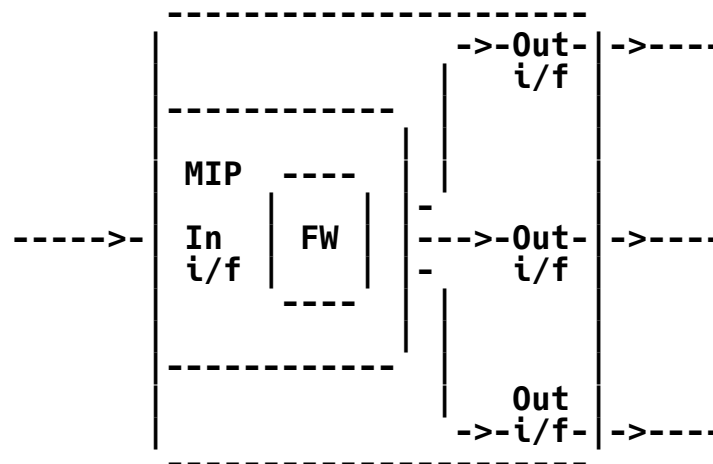 ----------------------
|                ->-Out-|->----
|               |   i/f |
|------------   |       |
|            |  |       |
| MIP  ----  |  |       |
|     |    | |-         |
----->-| In  | FW | |--->-Out-|->----
| i/f |    | |-     i/f |
|      ----  |  |       |
|            |  |       |
|------------   |       |
|               |   Out |
|                ->-i/f-|->----
 ----------------------